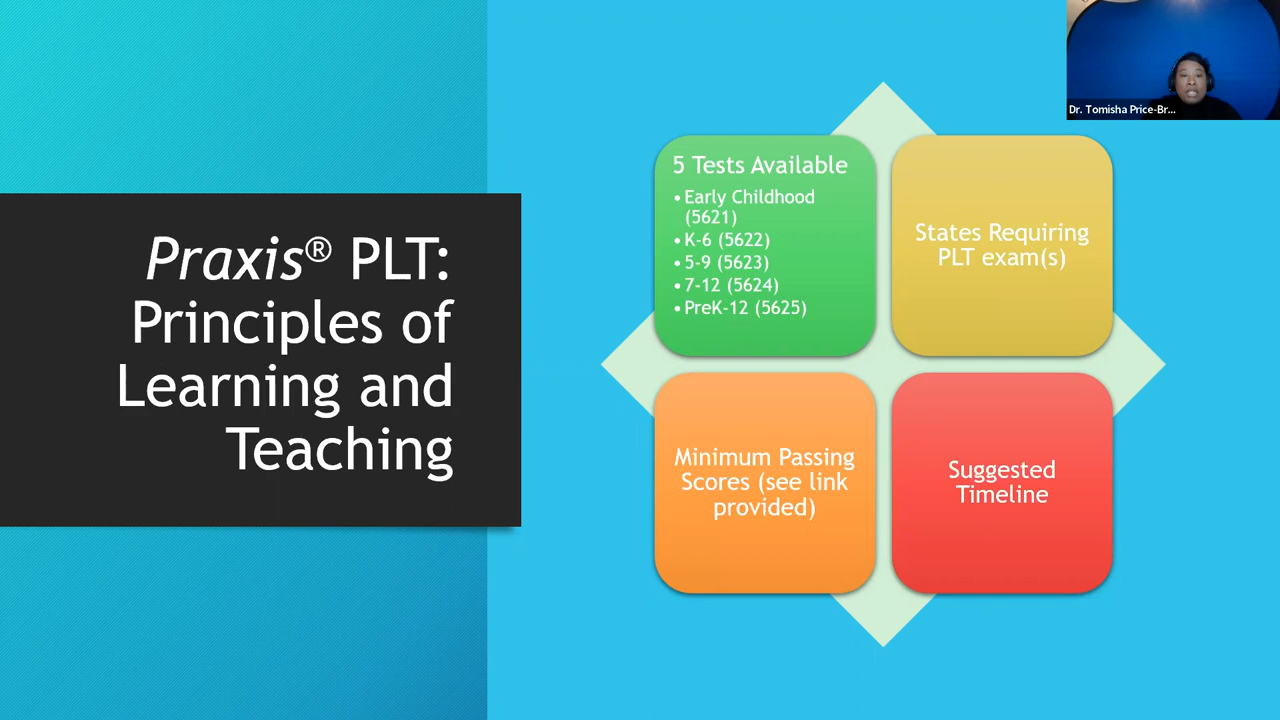 Praxis® PLT:
Principles of
Learning and
Teaching
5 Tests Available
•Early Childhood
(5621)
•K-6 (5622)
•5-9 (5623)
•7-12 (5624)
•PreK-12 (5625)
States Requiring
PLT exam(s)
Minimum Passing
Scores (see link
provided)
Suggested
Timeline
Dr. Tomisha Price-Br...